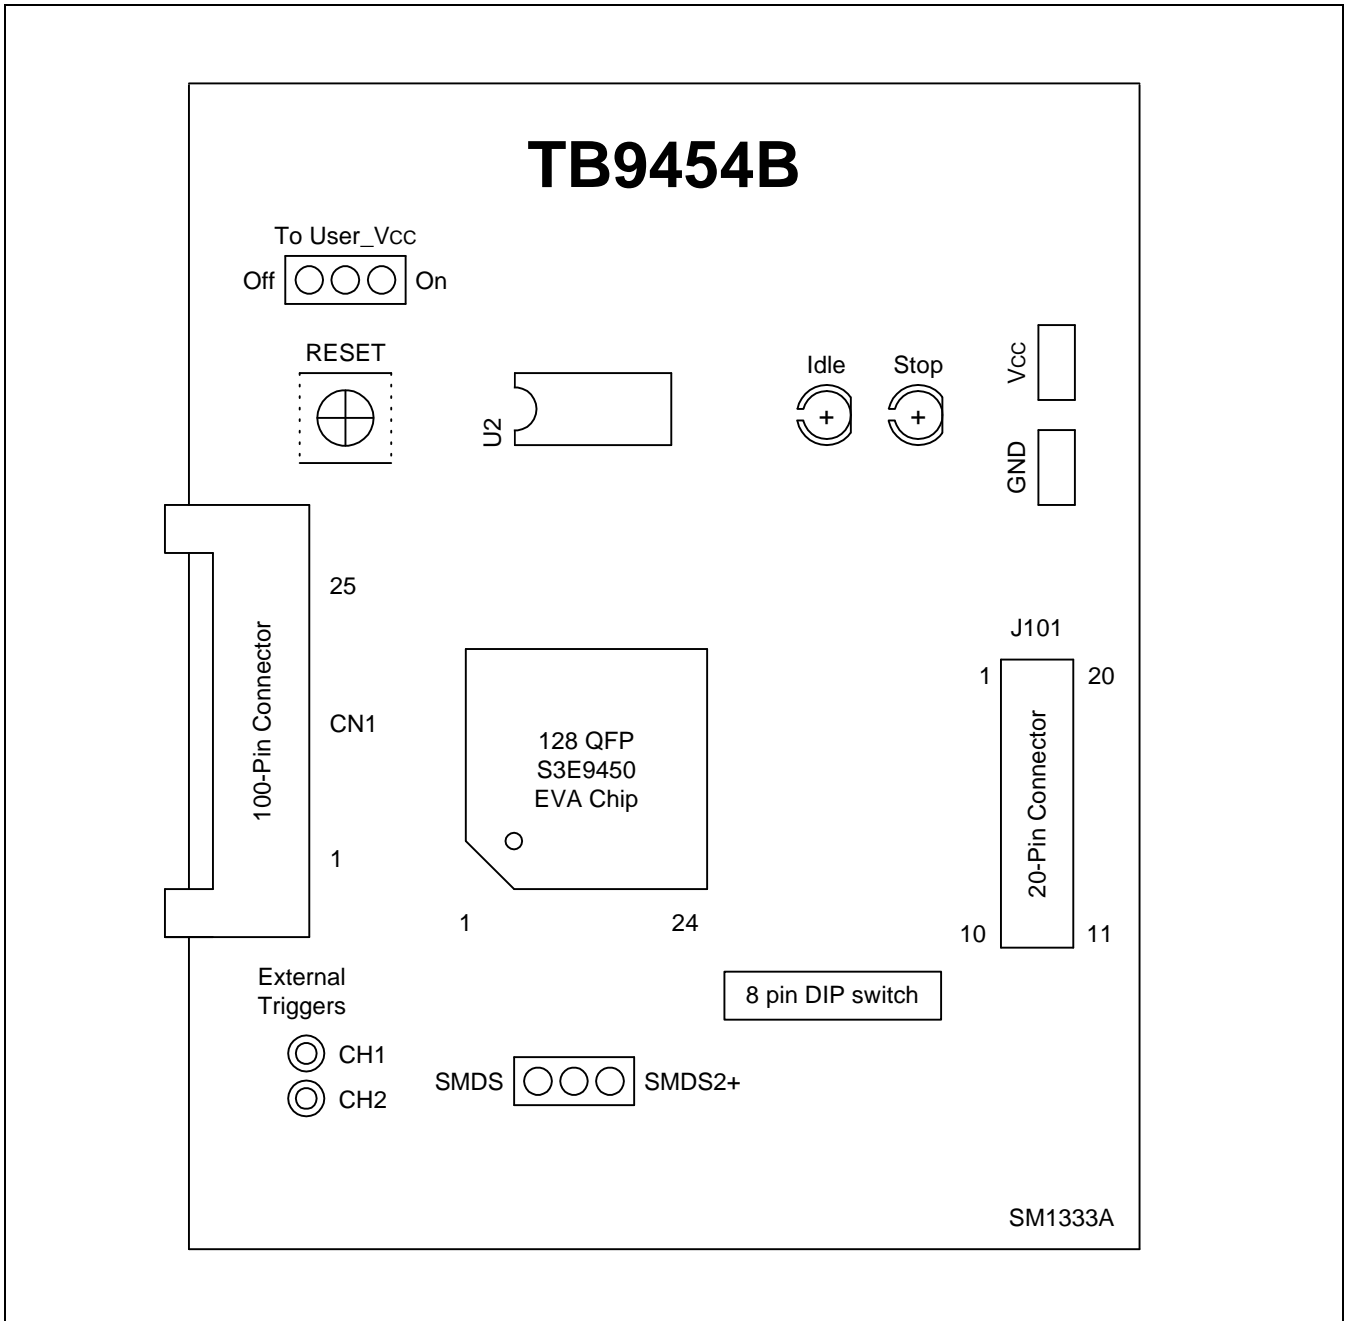 TB9454B
To User_VCC
Off
On
RESET
U2
Idle
Stop
VCC
GND
25
100-Pin Connector
CN1
1
128 QFP
S3E9450
EVA Chip
1
24
J101
1
20
20-Pin Connector
10
11
External
Triggers
CH1
CH2
8 pin DIP switch
SMDS
SMDS2+
SM1333A